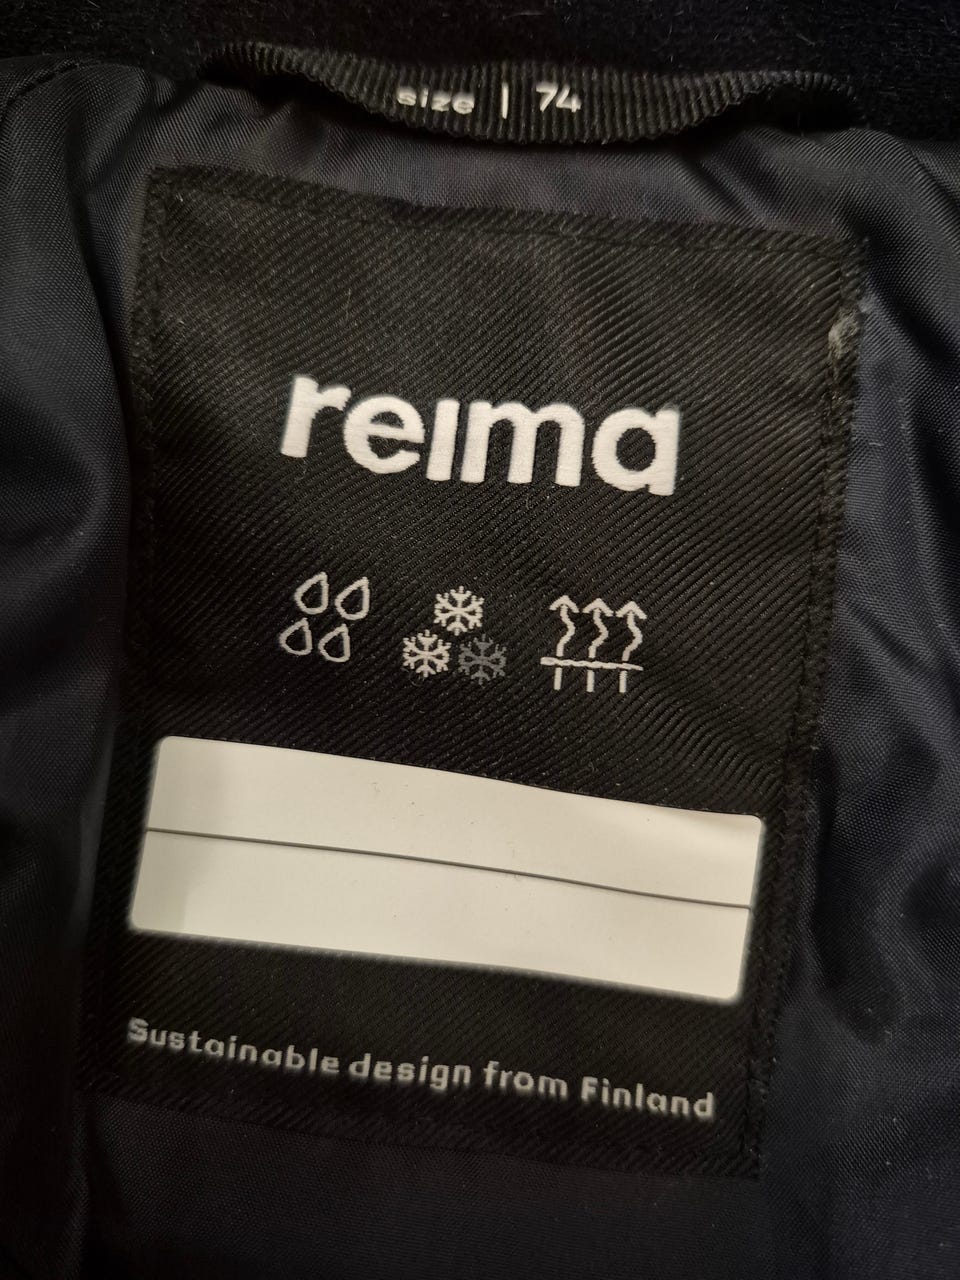 size | 74
reima
Sustainable design from Finland